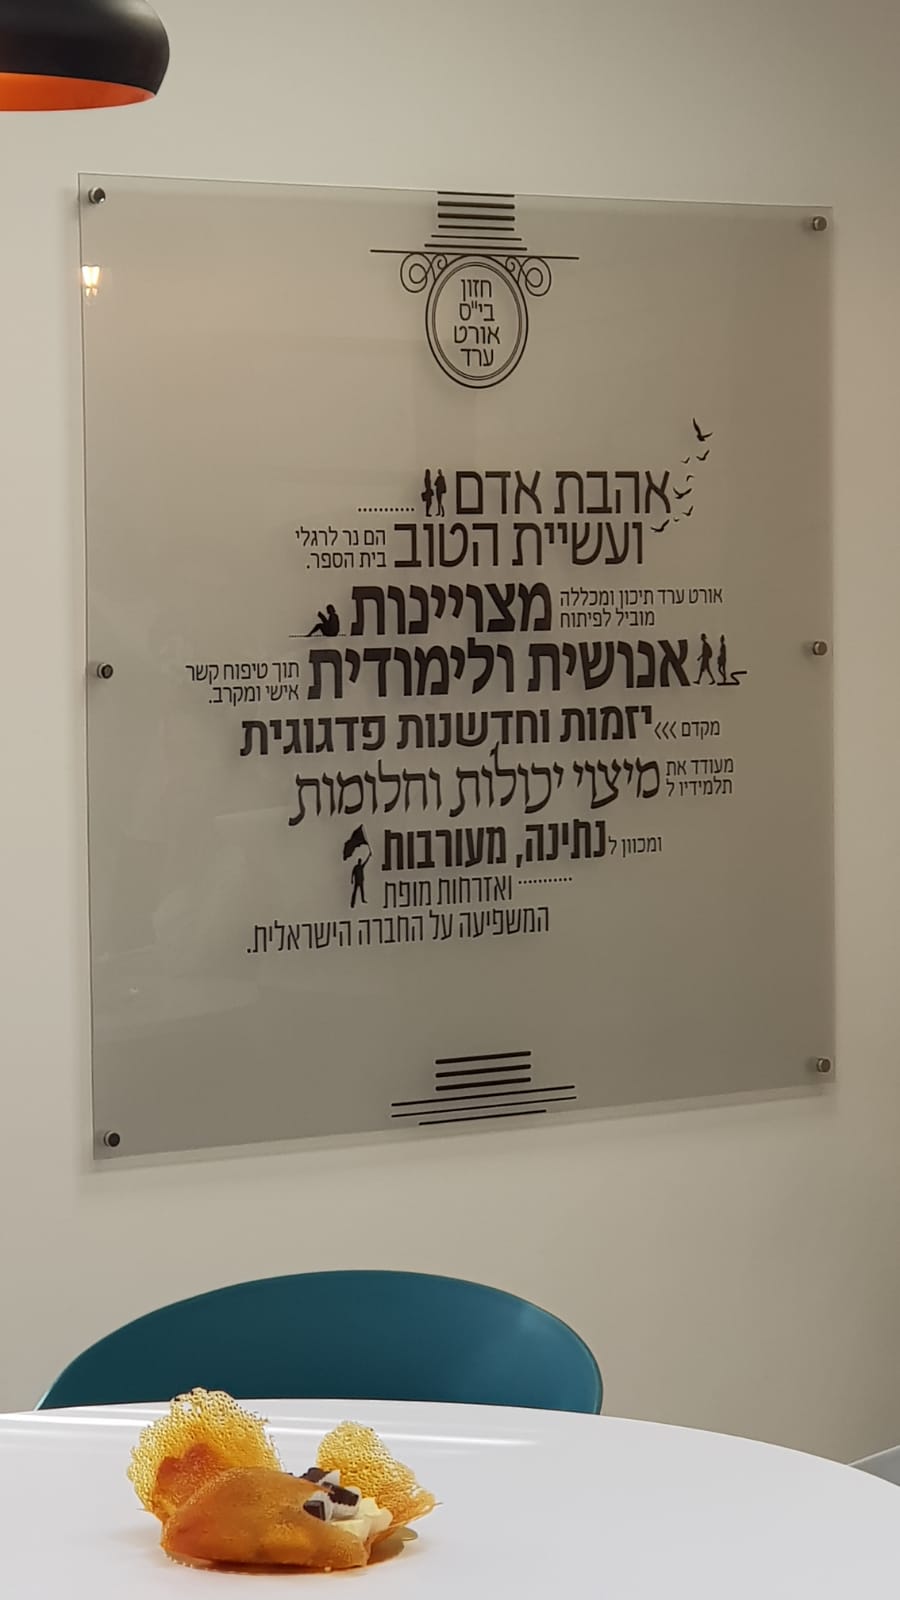 חזון
בי"ס
אורט
ערד
אהבת אדם
ועשיית הטוב הם נר לרגלי
בית הספר.
אורט ערד תיכון ומכללה
מוביל לפיתוח מצויינות
אנושית ולימודית תוך טיפוח קשר
אישי ומקרב.
מקדם >>> יזמות וחדשנות פדגוגית
מעודד את
תלמידיו ל מיצוי יכולות וחלומות
ומכוון ל נתינה, מעורבות
ואזרחות מופת
המשפיעה על החברה הישראלית.